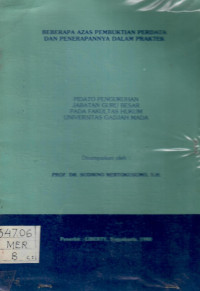 BEBERAPA AZAS PEMBUKTIAN PERDATA
DAN PENERAPANNYA DALAM PRAKTEK
PIDATO PENGUKUHAN
JABATAN GURU BESAR
PADA FAKULTAS HUKUM
UNIVERSITAS GADJAH MADA
Diucapkan oleh :
PROF. DR. SUDIKNO MERTOKUSUMO, S.H.
34706
MER
B
Penerbit : LIBERTY, Yogyakarta, 1980